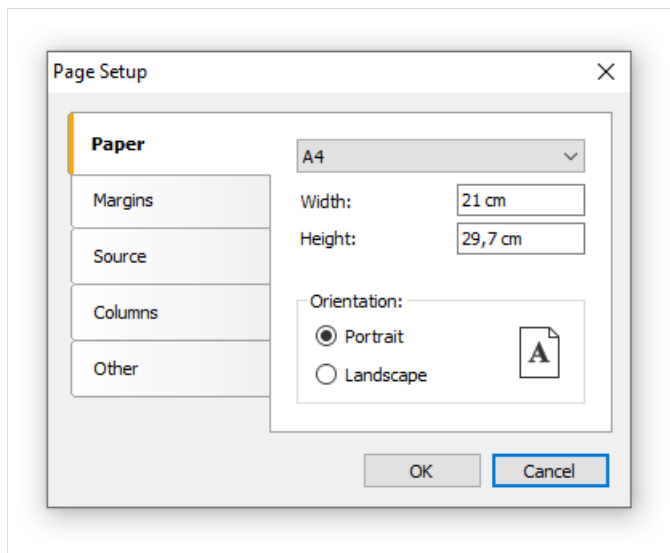 Page Setup
Paper
Margins
Source
Columns
Other
A4
Width: 21 cm
Height: 29,7 cm
Orientation:
Portrait
Landscape
A
OK Cancel